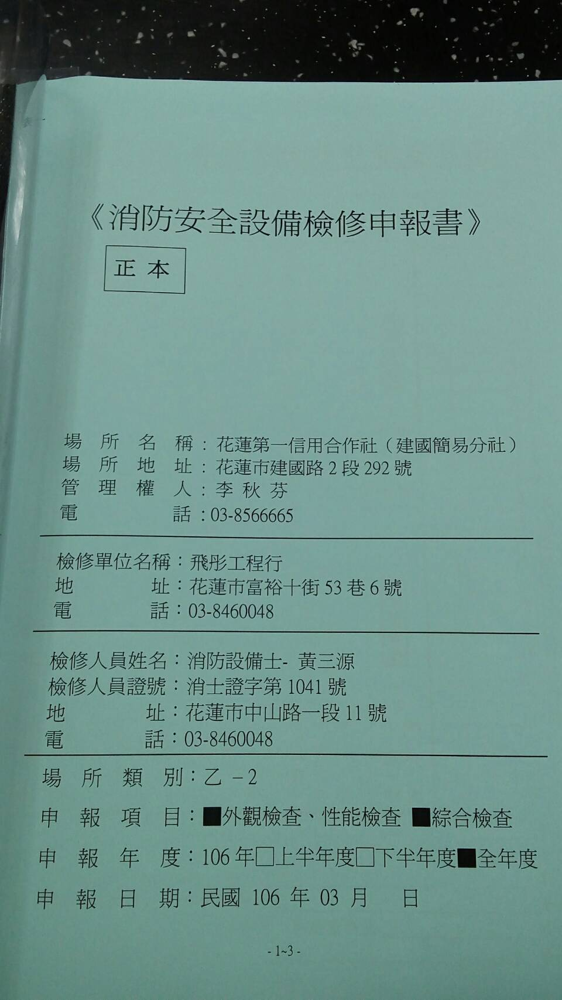 表一
《消防安全設備檢修申報書》
正 本
場 所 名 稱：花蓮第一信用合作社（建國簡易分社）
場 所 地 址：花蓮市建國路2段292號
管 理 權 人：李 秋 芬
電 話：03-8566665
檢修單位名稱：飛彤工程行
地 址：花蓮市富裕十街53巷6號
電 話：03-8460048
檢修人員姓名：消防設備士- 黃三源
檢修人員證號：消士證字第1041號
地 址：花蓮市中山路一段11號
電 話：03-8460048
場 所 類 別：乙 －2
申 報 項 目：■外觀檢查、性能檢查 ■綜合檢查
申 報 年 度：106年□上半年度□下半年度■全年度
申 報 日 期：民國 106 年 03 月 日
- 1~3 -